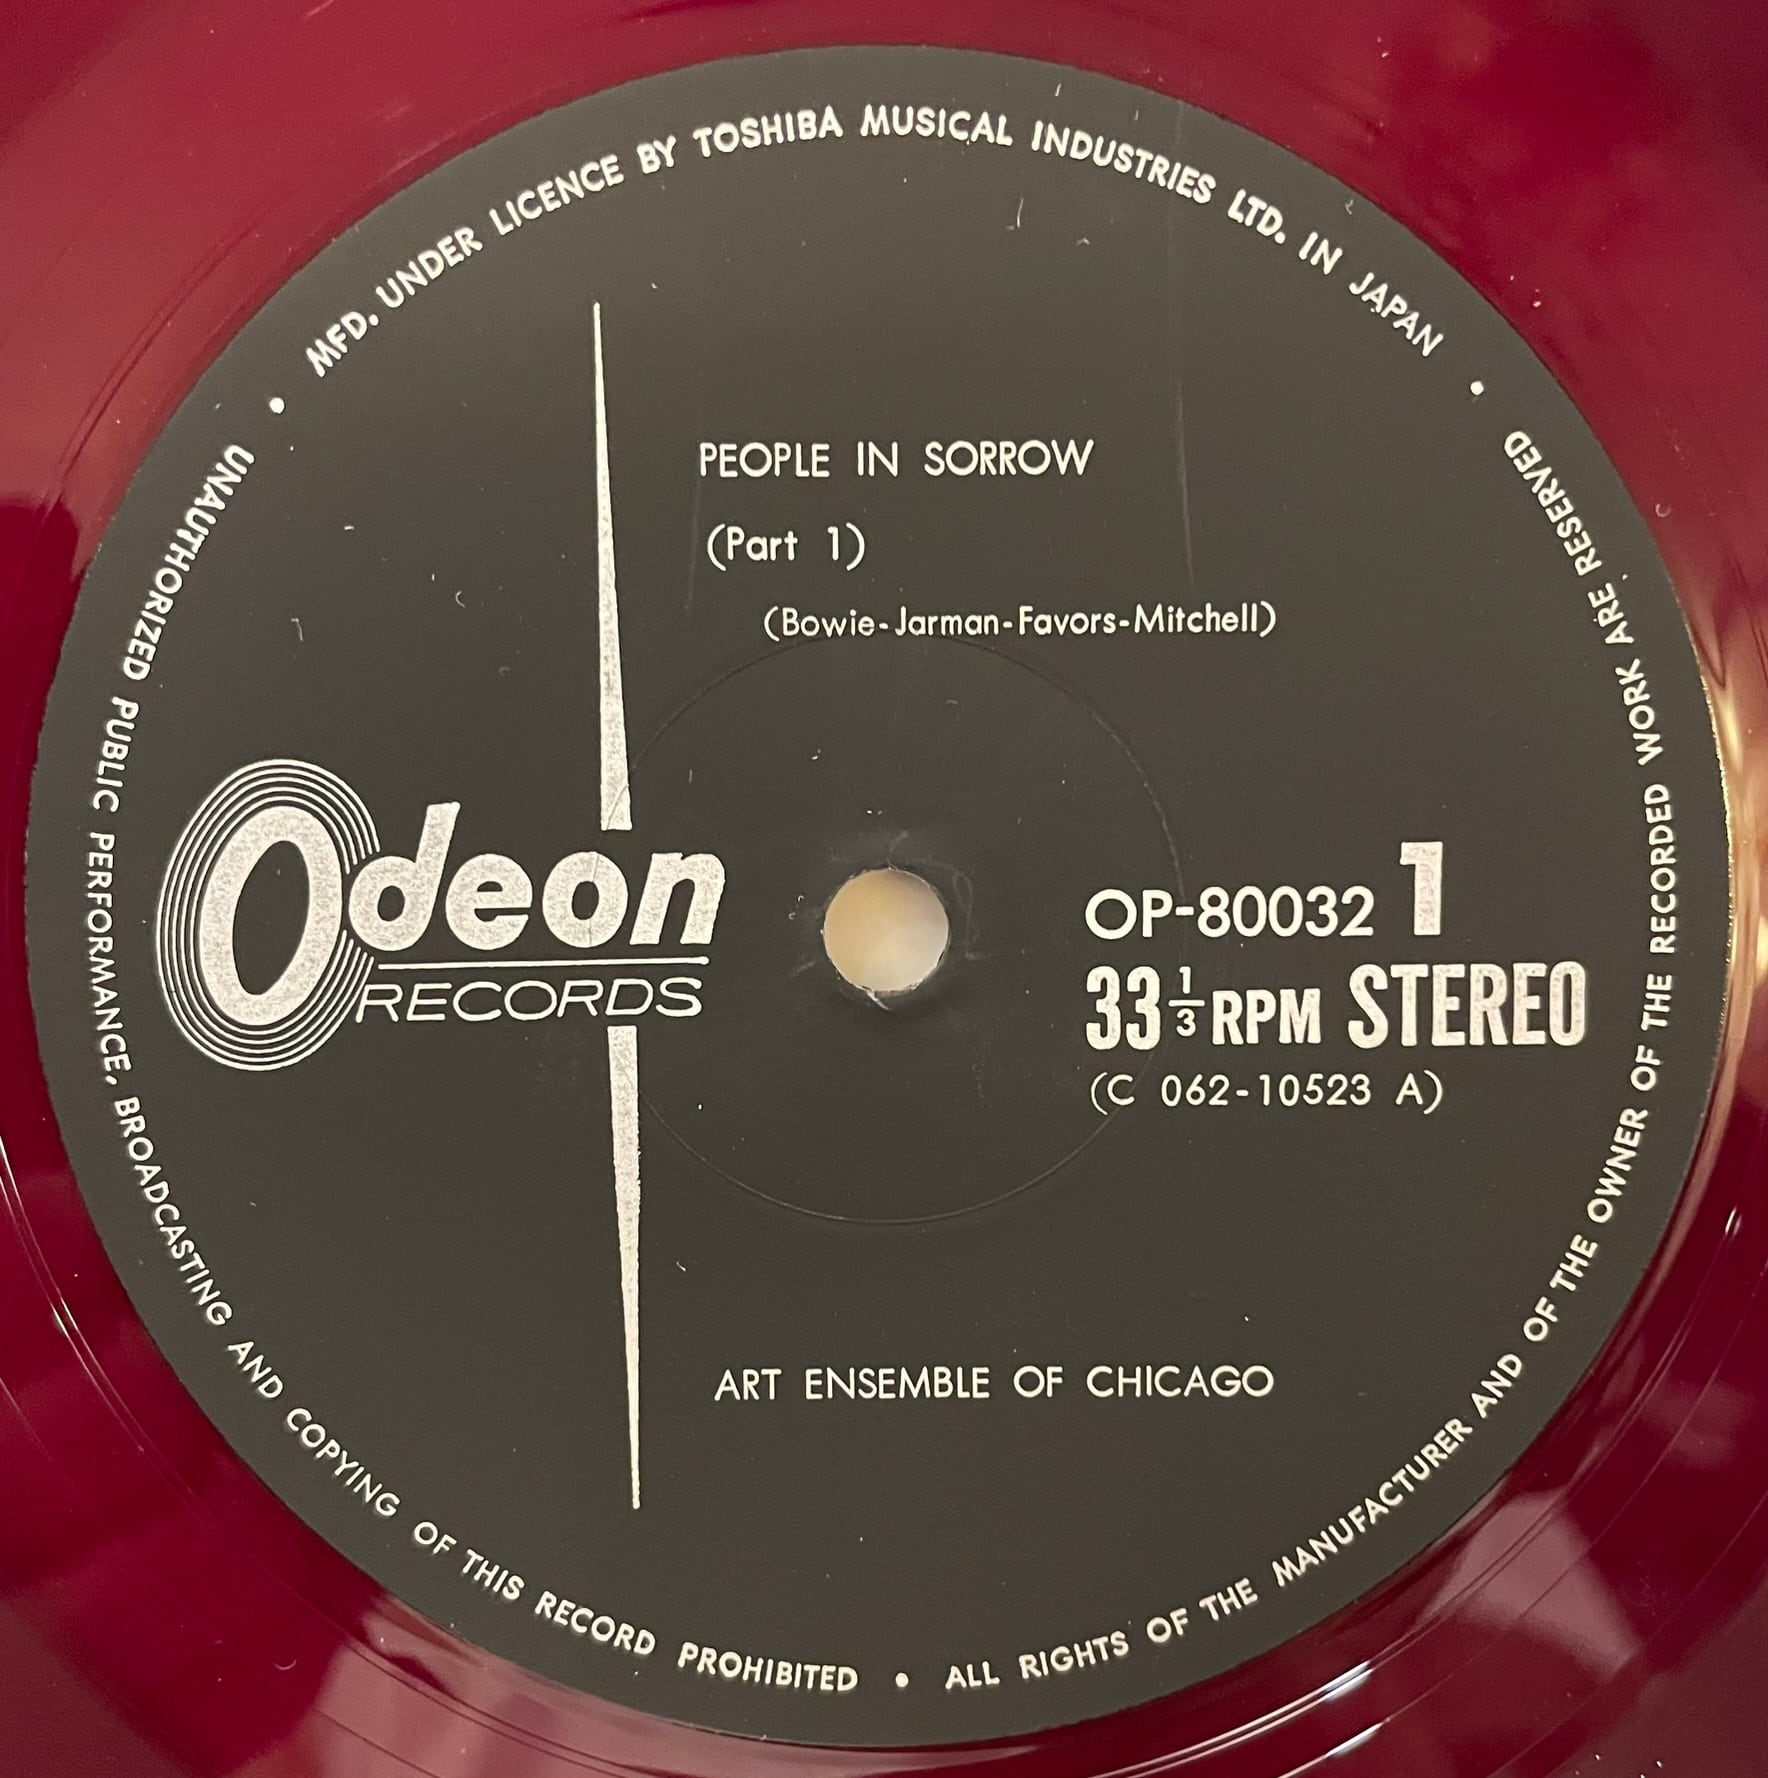 MFD. UNDER LICENCE BY TOSHIBA MUSICAL INDUSTRIES LTD. IN JAPAN •
PEOPLE IN SORROW
(Part 1)
(Bowie-Jarman-Favors-Mitchell)
Odeon
RECORDS
OP-80032 1
33 1/3 RPM STEREO
(C 062-10523 A)
ART ENSEMBLE OF CHICAGO
• UNAUTHORIZED PUBLIC PERFORMANCE, BROADCASTING AND COPYING OF THIS RECORD PROHIBITED • ALL RIGHTS OF THE MANUFACTURER AND OF THE OWNER OF THE RECORDED WORK ARE RESERVED